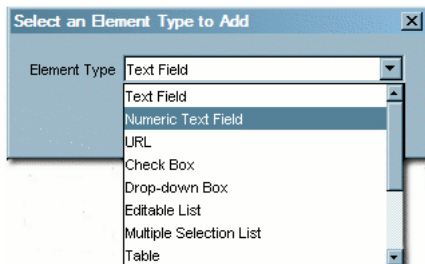 Select an Element Type to Add
Element Type Text Field
Text Field
Numeric Text Field
URL
Check Box
Drop-down Box
Editable List
Multiple Selection List
Table